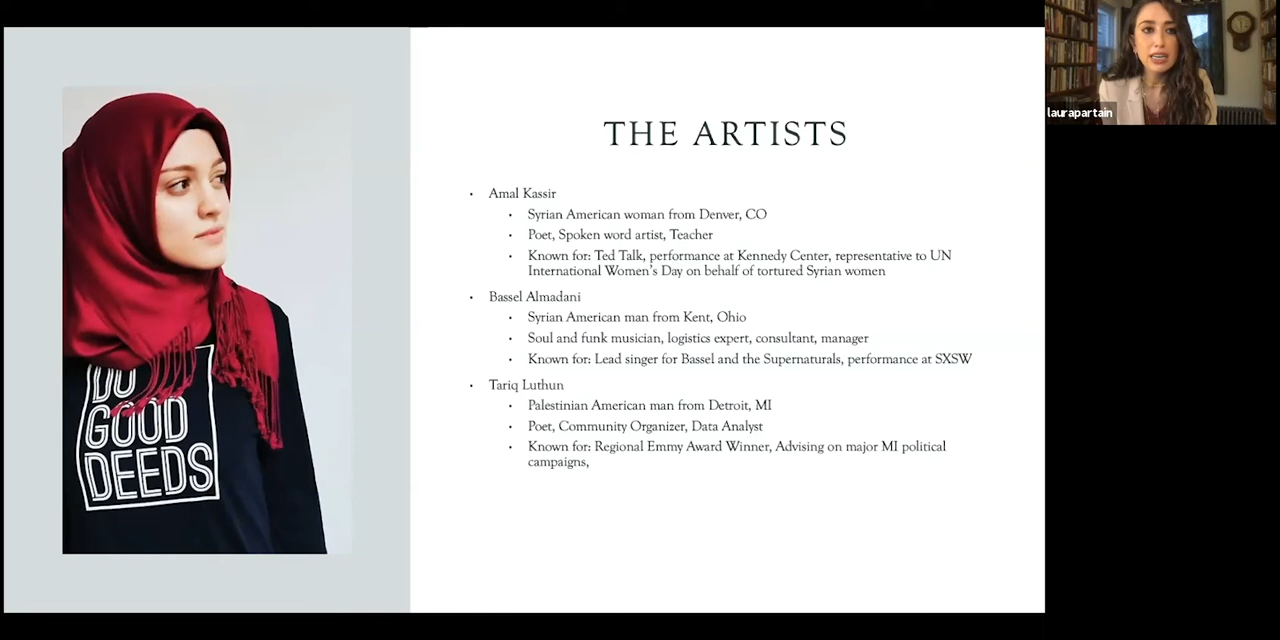 THE ARTISTS
• Amal Kassir
• Syrian American woman from Denver, CO
• Poet, Spoken word artist, Teacher
• Known for: Ted Talk, performance at Kennedy Center, representative to UN
International Women's Day on behalf of tortured Syrian women
• Bassel Almadani
• Syrian American man from Kent, Ohio
• Soul and funk musician, logistics expert, consultant, manager
• Known for: Lead singer for Bassel and the Supernaturals, performance at SXSW
• Tariq Luthun
• Palestinian American man from Detroit, MI
• Poet, Community Organizer, Data Analyst
• Known for: Regional Emmy Award Winner, Advising on major MI political
campaigns,
DO
GOOD
DEEDS
laurapartain